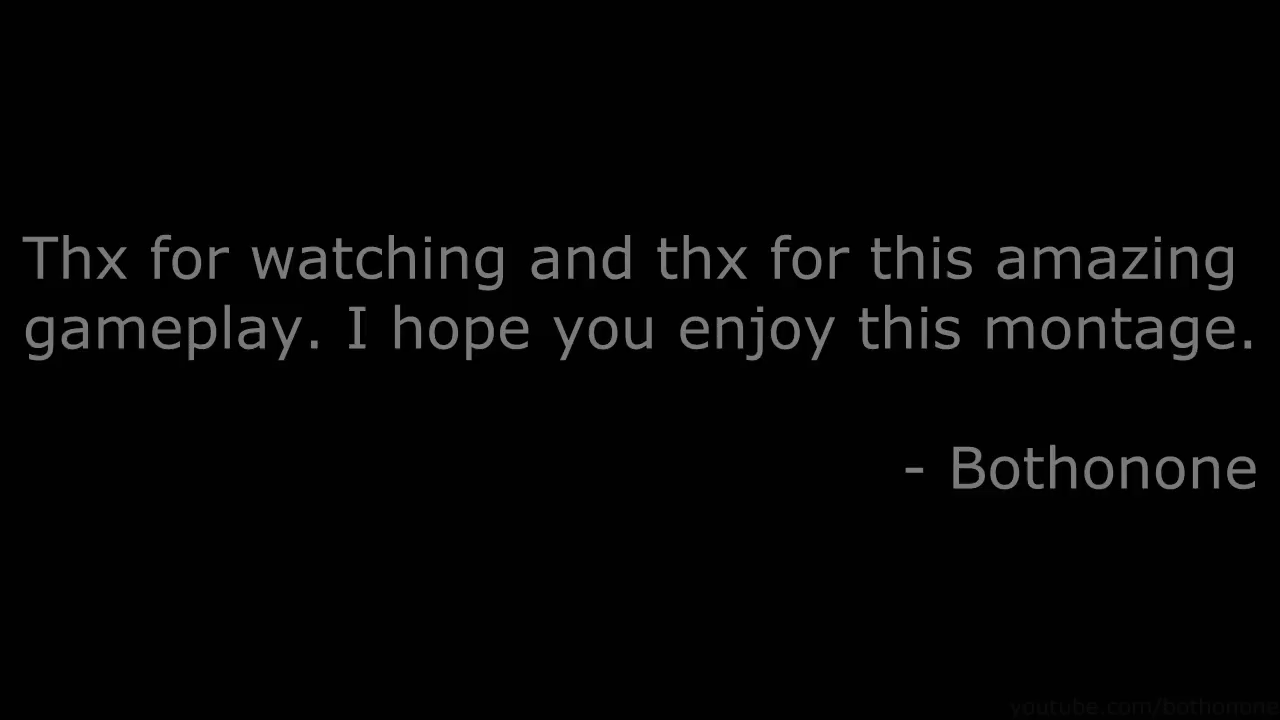 Thx for watching and thx for this amazing
gameplay. I hope you enjoy this montage.
- Bothonone
youtube.com/bothonone